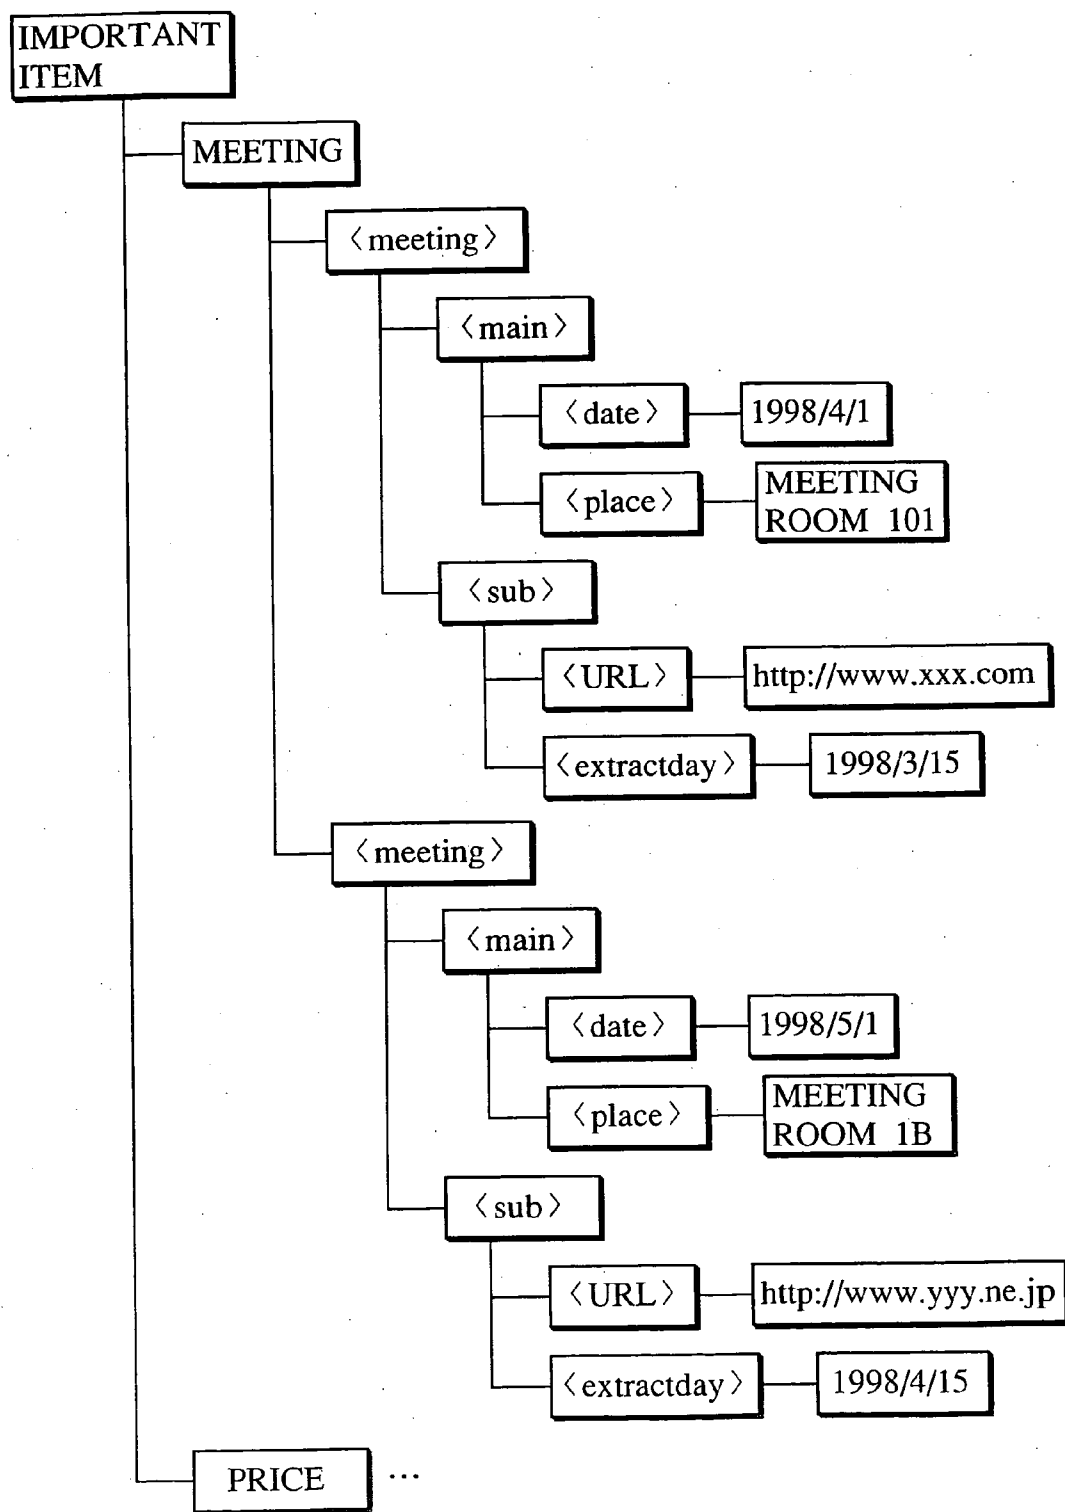 IMPORTANT
ITEM
MEETING
〈meeting〉
〈main〉
〈date〉 1998/4/1
〈place〉 MEETING
ROOM 101
〈sub〉
〈URL〉 http://www.xxx.com
〈extractday〉 1998/3/15
〈meeting〉
〈main〉
〈date〉 1998/5/1
〈place〉 MEETING
ROOM 1B
〈sub〉
〈URL〉 http://www.yyy.ne.jp
〈extractday〉 1998/4/15
PRICE ...